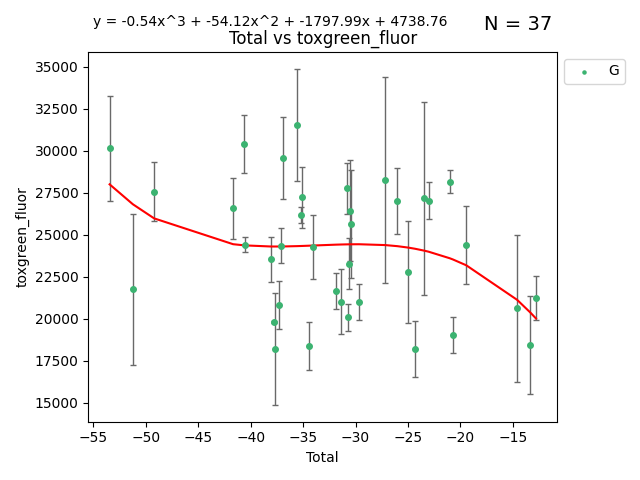 y = -0.54x^3 + -54.12x^2 + -1797.99x + 4738.76
N = 37
Total vs toxgreen_fluor
G
35000
32500
30000
27500
25000
22500
20000
17500
15000
toxgreen_fluor
−55 −50 −45 −40 −35 −30 −25 −20 −15
Total